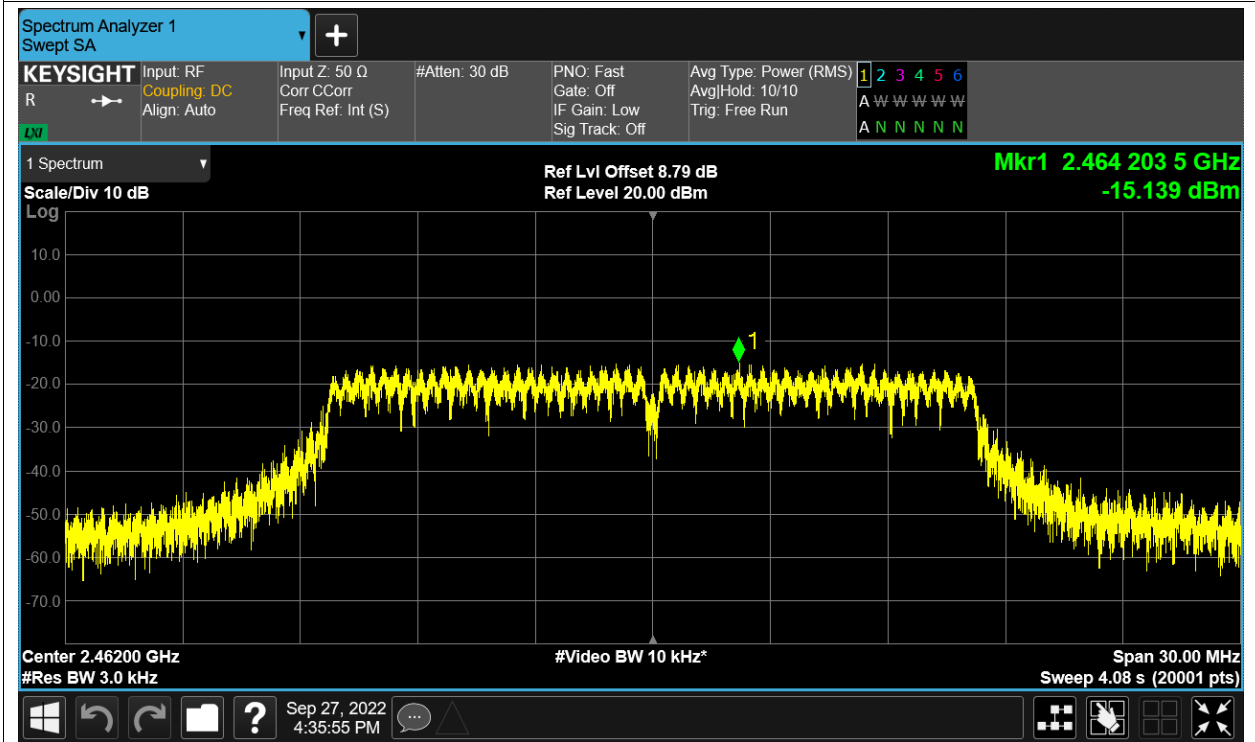 Spectrum Analyzer 1
Swept SA
+
KEYSIGHT
R
LXI
Input: RF
Coupling: DC
Align: Auto
Input Z: 50 Ω
Corr CCorr
Freq Ref: Int (S)
#Atten: 30 dB
PNO: Fast
Gate: Off
IF Gain: Low
Sig Track: Off
Avg Type: Power (RMS)
Avg|Hold: 10/10
Trig: Free Run
1 2 3 4 5 6
A W W W W W
A N N N N N
1 Spectrum
Scale/Div 10 dB
Log
Ref Lvl Offset 8.79 dB
Ref Level 20.00 dBm
Mkr1 2.464 203 5 GHz
-15.139 dBm
10.0
0.00
-10.0
1
-20.0
-30.0
-40.0
-50.0
-60.0
-70.0
Center 2.46200 GHz
#Res BW 3.0 kHz
#Video BW 10 kHz*
Span 30.00 MHz
Sweep 4.08 s (20001 pts)
?
Sep 27, 2022
4:35:55 PM